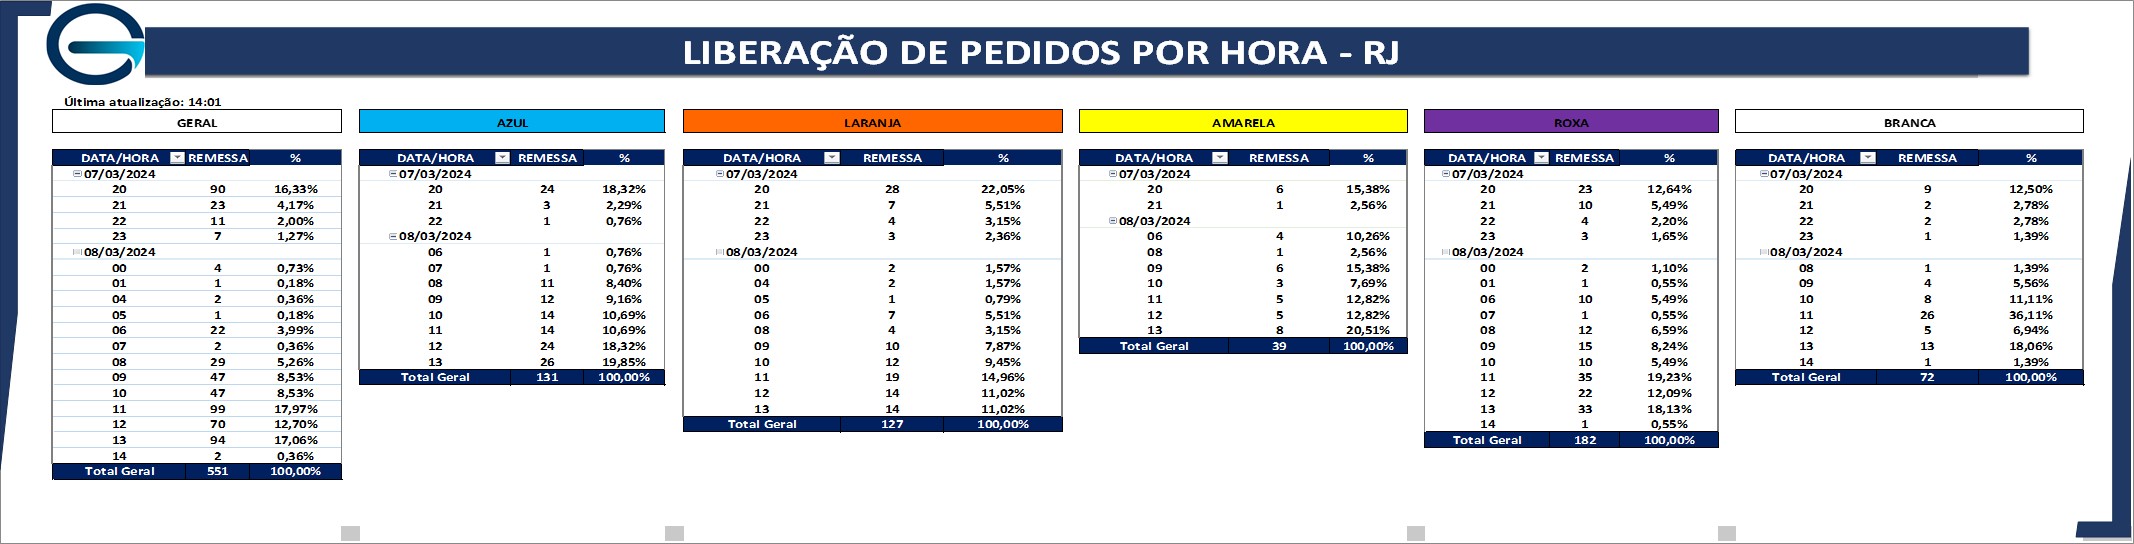 LIBERAÇÃO DE PEDIDOS POR HORA - RJ
Última atualização: 14:01
GERAL
DATA/HORA REMESSA %
07/03/2024
20 90 16,33%
21 23 4,17%
22 11 2,00%
23 7 1,27%
08/03/2024
00 4 0,73%
01 1 0,18%
04 2 0,36%
05 1 0,18%
06 22 3,99%
07 2 0,36%
08 29 5,26%
09 47 8,53%
10 47 8,53%
11 99 17,97%
12 70 12,70%
13 94 17,06%
14 2 0,36%
Total Geral 551 100,00%
AZUL
DATA/HORA REMESSA %
07/03/2024
20 24 18,32%
21 3 2,29%
22 1 0,76%
08/03/2024
06 1 0,76%
07 1 0,76%
08 11 8,40%
09 12 9,16%
10 14 10,69%
11 14 10,69%
12 24 18,32%
13 26 19,85%
Total Geral 131 100,00%
LARANJA
DATA/HORA REMESSA %
07/03/2024
20 28 22,05%
21 7 5,51%
22 4 3,15%
23 3 2,36%
08/03/2024
00 2 1,57%
04 2 1,57%
05 1 0,79%
06 7 5,51%
08 4 3,15%
09 10 7,87%
10 12 9,45%
11 19 14,96%
12 14 11,02%
13 14 11,02%
Total Geral 127 100,00%
AMARELA
DATA/HORA REMESSA %
07/03/2024
20 6 15,38%
21 1 2,56%
08/03/2024
06 4 10,26%
08 1 2,56%
09 6 15,38%
10 3 7,69%
11 5 12,82%
12 5 12,82%
13 8 20,51%
Total Geral 39 100,00%
ROXA
DATA/HORA REMESSA %
07/03/2024
20 23 12,64%
21 10 5,49%
22 4 2,20%
23 3 1,65%
08/03/2024
00 2 1,10%
01 1 0,55%
06 10 5,49%
07 1 0,55%
08 12 6,59%
09 15 8,24%
10 10 5,49%
11 35 19,23%
12 22 12,09%
13 33 18,13%
14 1 0,55%
Total Geral 182 100,00%
BRANCA
DATA/HORA REMESSA %
07/03/2024
20 9 12,50%
21 2 2,78%
22 2 2,78%
23 1 1,39%
08/03/2024
08 1 1,39%
09 4 5,56%
10 8 11,11%
11 26 36,11%
12 5 6,94%
13 13 18,06%
14 1 1,39%
Total Geral 72 100,00%